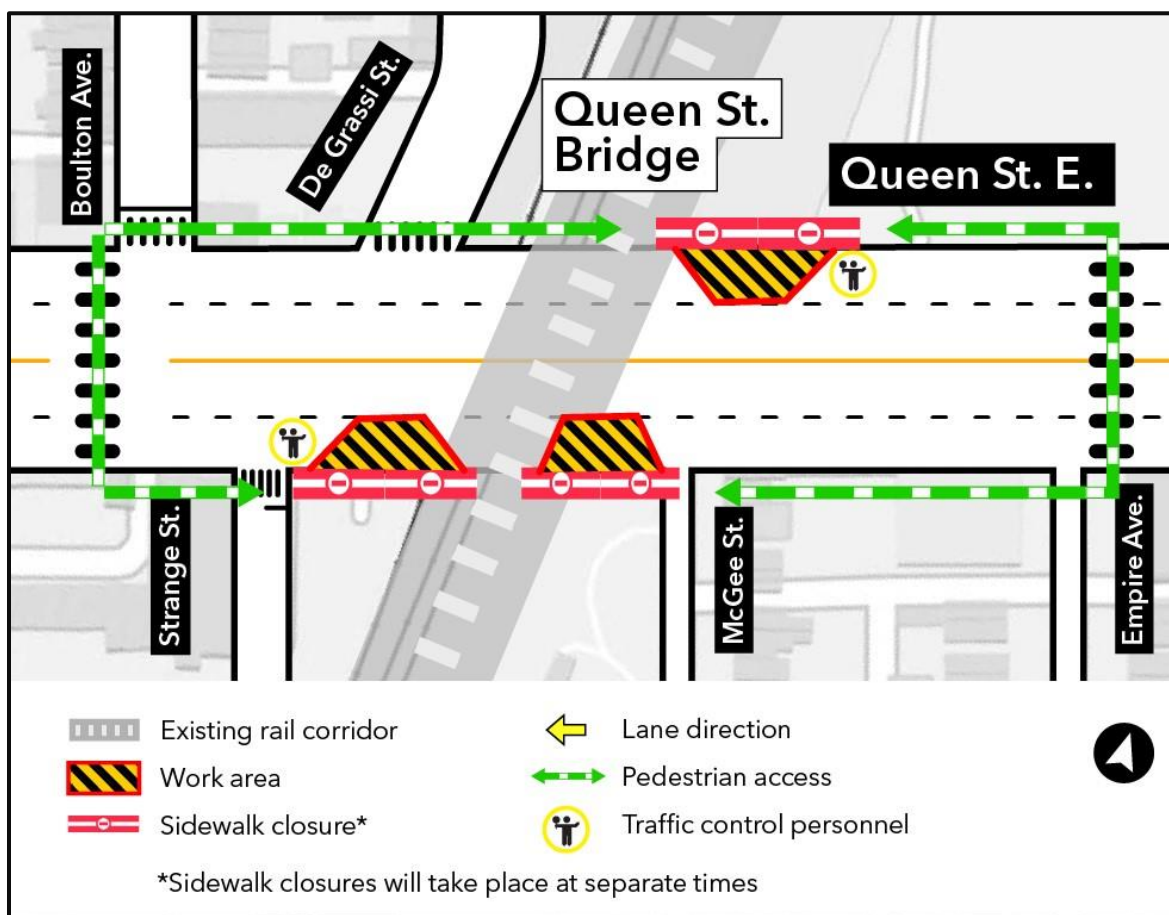 Boulton Ave.
De Grassi St.
Queen St.
Bridge
Queen St. E.
Strange St.
McGee St.
Empire Ave.
Existing rail corridor
Lane direction
Work area
Pedestrian access
Sidewalk closure*
Traffic control personnel
*Sidewalk closures will take place at separate times